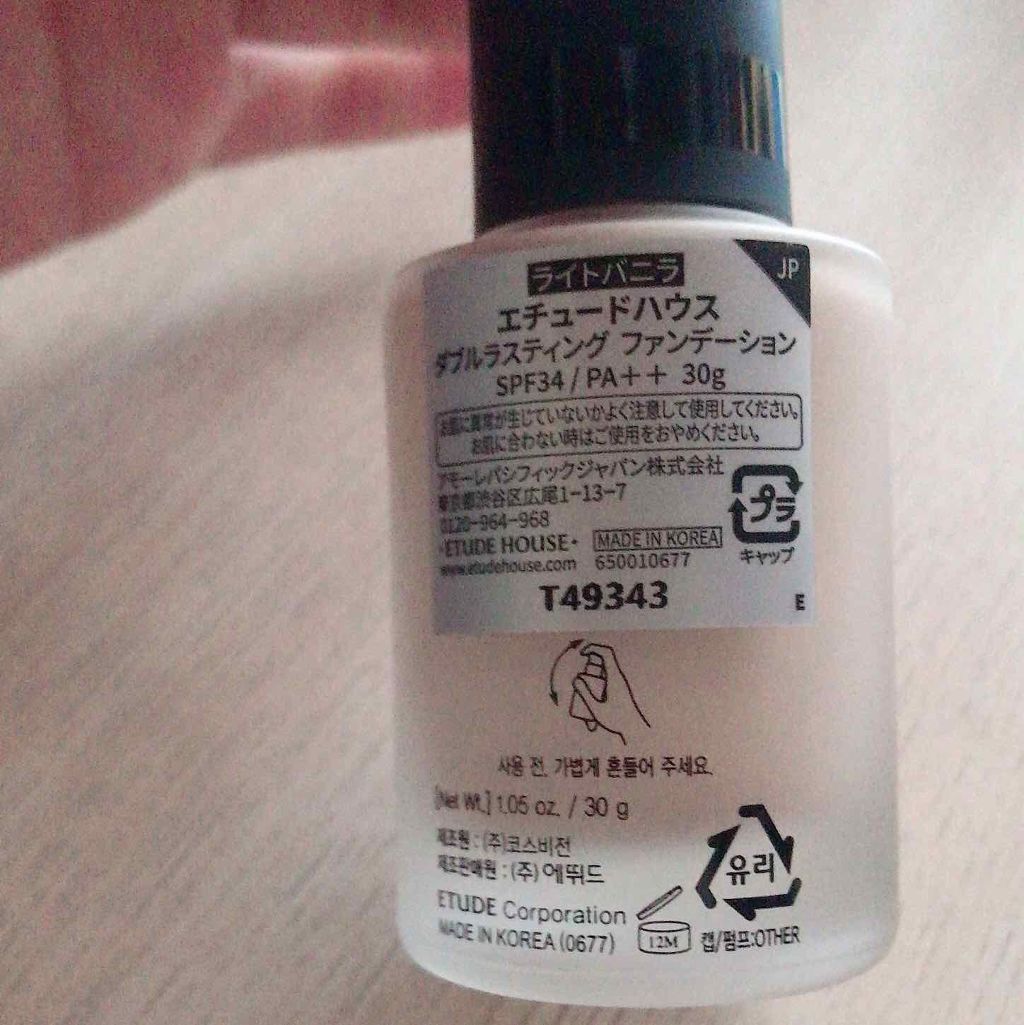 ライトバニラ
JP
エチュードハウス
ダブルラスティング ファンデーション
SPF34 / PA++ 30g
お肌に異常が生じていないかよく注意して使用してください。
お肌に合わない時はご使用をおやめください。
アモーレパシフィックジャパン株式会社
東京都渋谷区広尾1-13-7
0120-964-968
プラ
キャップ
・ETUDE HOUSE・ MADE IN KOREA
www.etudehouse.com 650010677
T49343
E
사용 전, 가볍게 흔들어 주세요.
[Net Wt.] 1.05 oz. / 30 g
제조원 : (주)코스비전
제조판매원 : (주) 에뛰드
유리
ETUDE Corporation
MADE IN KOREA (0677)
12M
캡/펌프:OTHER